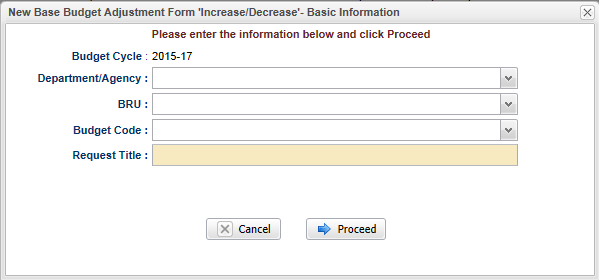 New Base Budget Adjustment Form 'Increase/Decrease'- Basic Information
Please enter the information below and click Proceed
Budget Cycle : 2015-17
Department/Agency :
BRU :
Budget Code :
Request Title :
Cancel Proceed